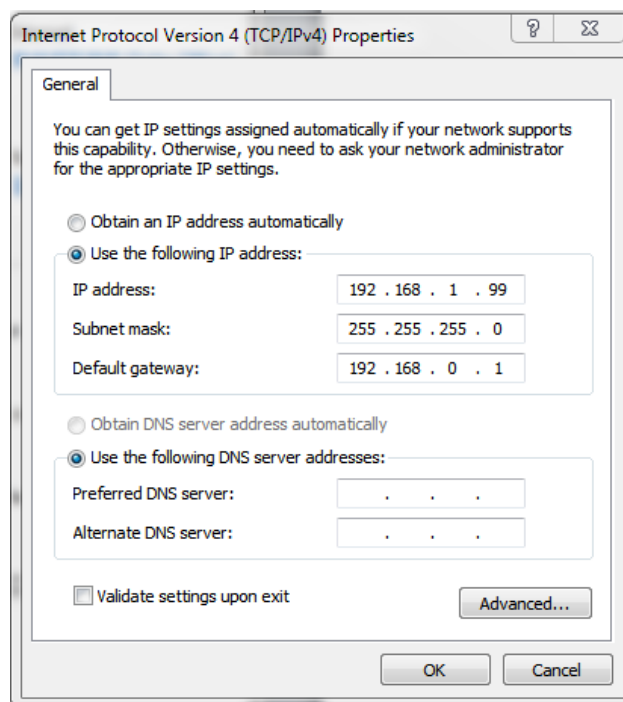 Internet Protocol Version 4 (TCP/IPv4) Properties
General
You can get IP settings assigned automatically if your network supports
this capability. Otherwise, you need to ask your network administrator
for the appropriate IP settings.
Obtain an IP address automatically
Use the following IP address:
IP address: 192 . 168 . 1 . 99
Subnet mask: 255 . 255 . 255 . 0
Default gateway: 192 . 168 . 0 . 1
Obtain DNS server address automatically
Use the following DNS server addresses:
Preferred DNS server: . . .
Alternate DNS server: . . .
Validate settings upon exit
Advanced...
OK Cancel